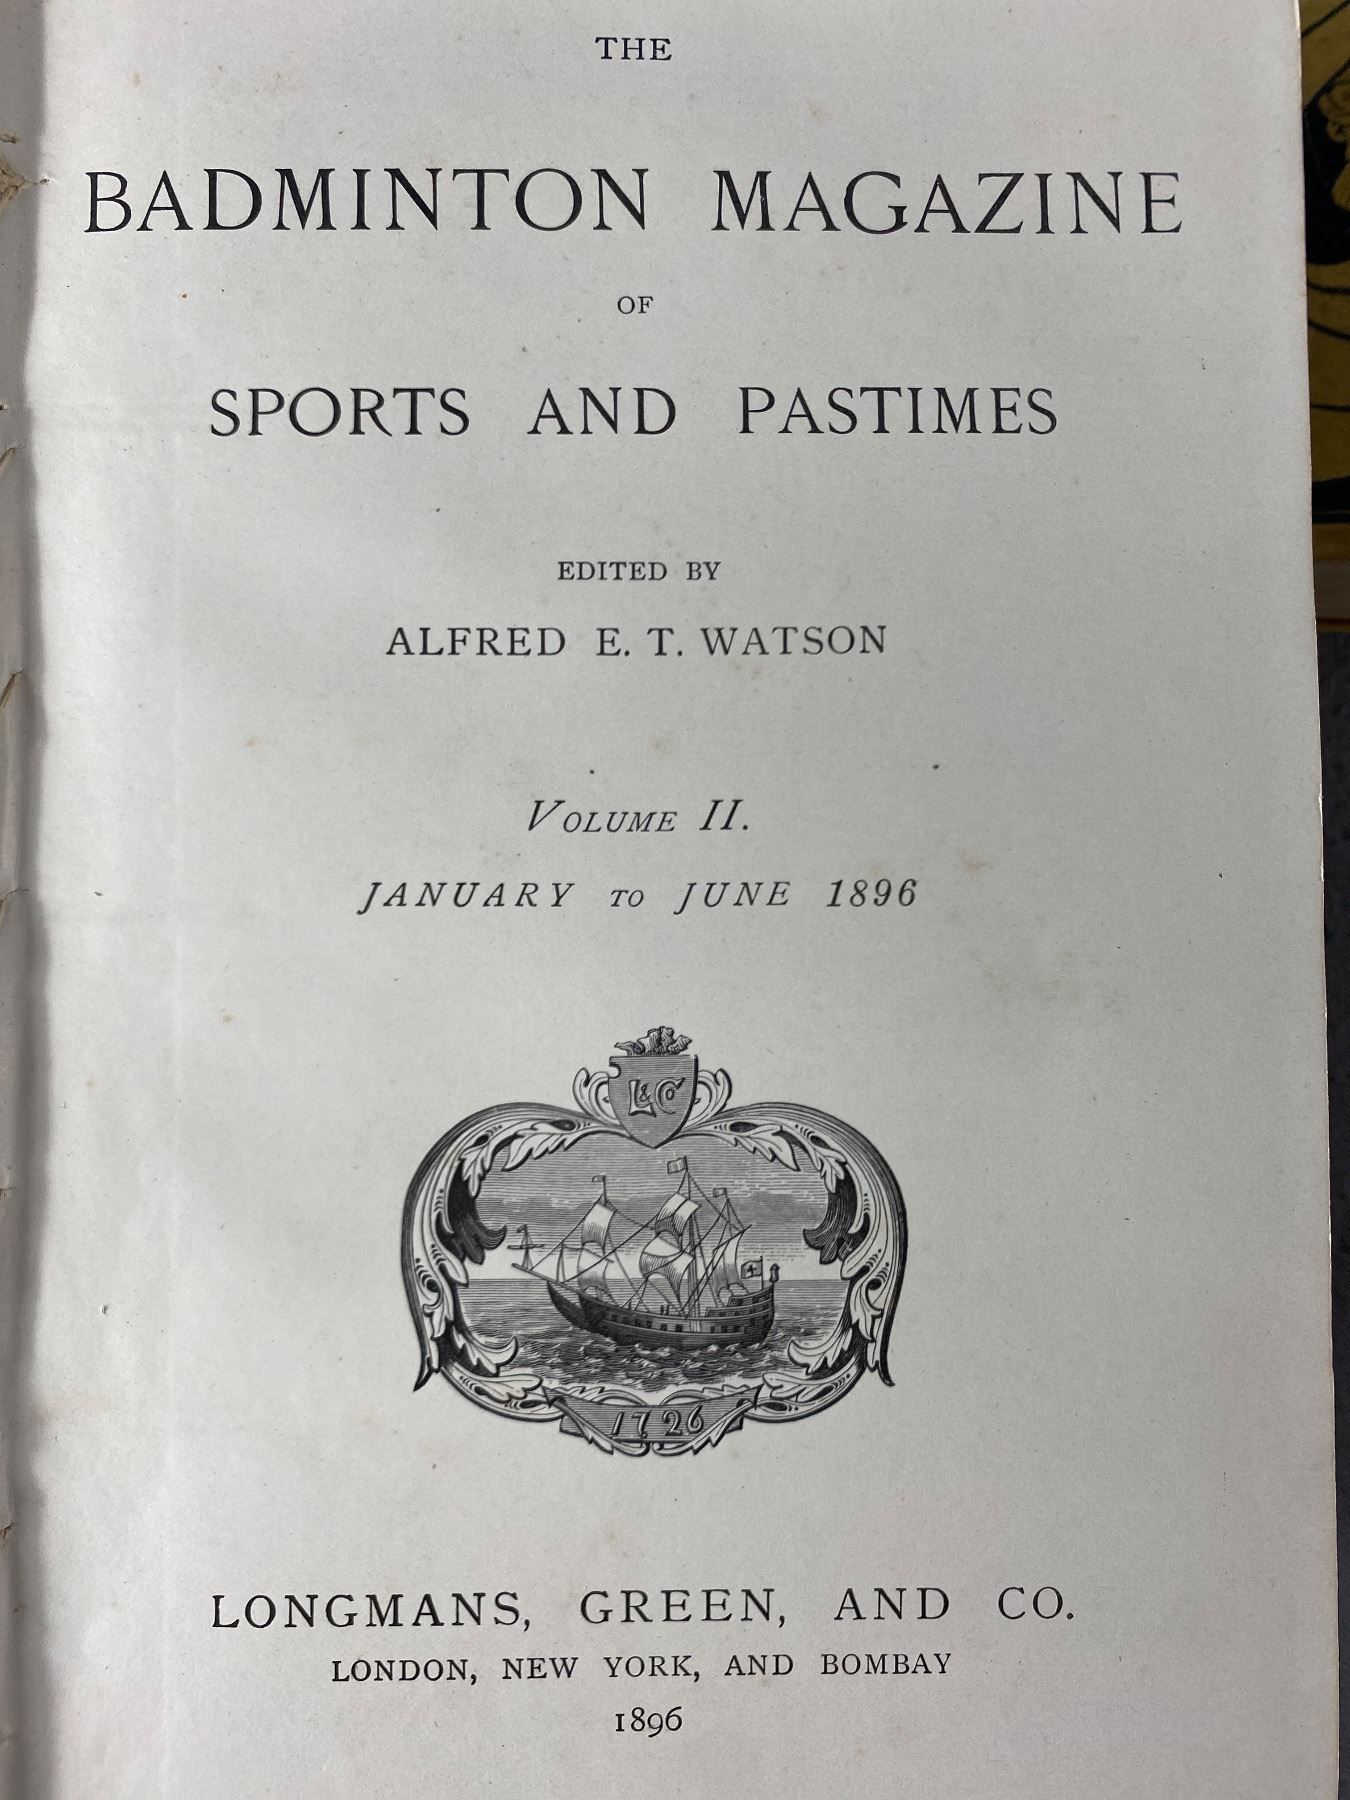 THE
BADMINTON MAGAZINE
OF
SPORTS AND PASTIMES
EDITED BY
ALFRED E. T. WATSON
VOLUME II.
JANUARY TO JUNE 1896
L & Co
1726
LONGMANS, GREEN, AND CO.
LONDON, NEW YORK, AND BOMBAY
1896